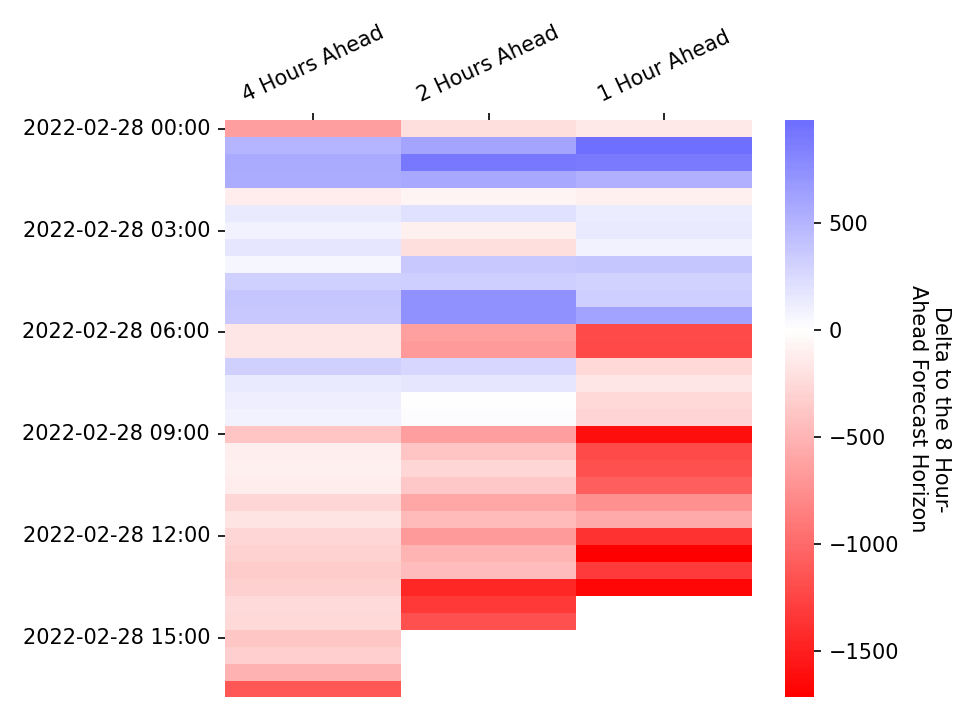 4 Hours Ahead
2 Hours Ahead
1 Hour Ahead
2022-02-28 00:00
2022-02-28 03:00
2022-02-28 06:00
2022-02-28 09:00
2022-02-28 12:00
2022-02-28 15:00
500
0
−500
−1000
−1500
Delta to the 8 Hour-
Ahead Forecast Horizon